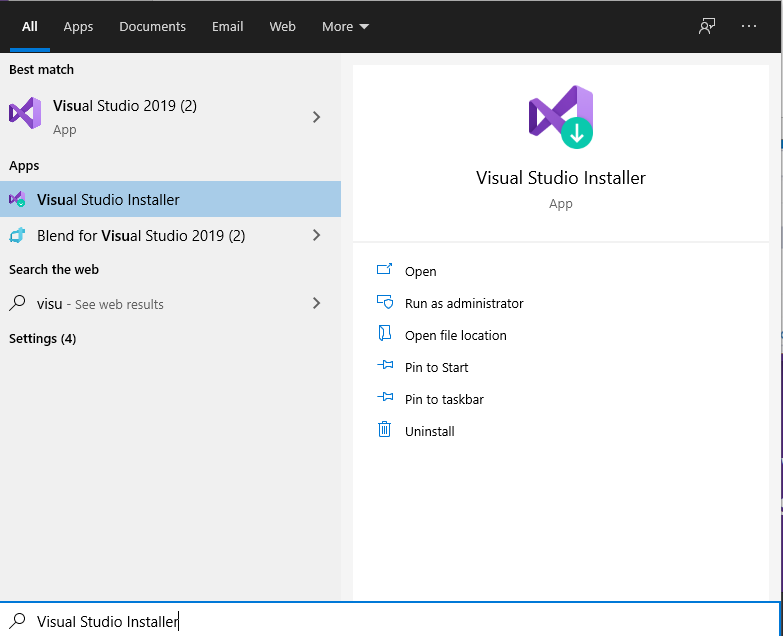 All Apps Documents Email Web More
Best match
Visual Studio 2019 (2)
App
Apps
Visual Studio Installer
Blend for Visual Studio 2019 (2)
Search the web
visu - See web results
Settings (4)
Visual Studio Installer
App
Open
Run as administrator
Open file location
Pin to Start
Pin to taskbar
Uninstall
Visual Studio Installer